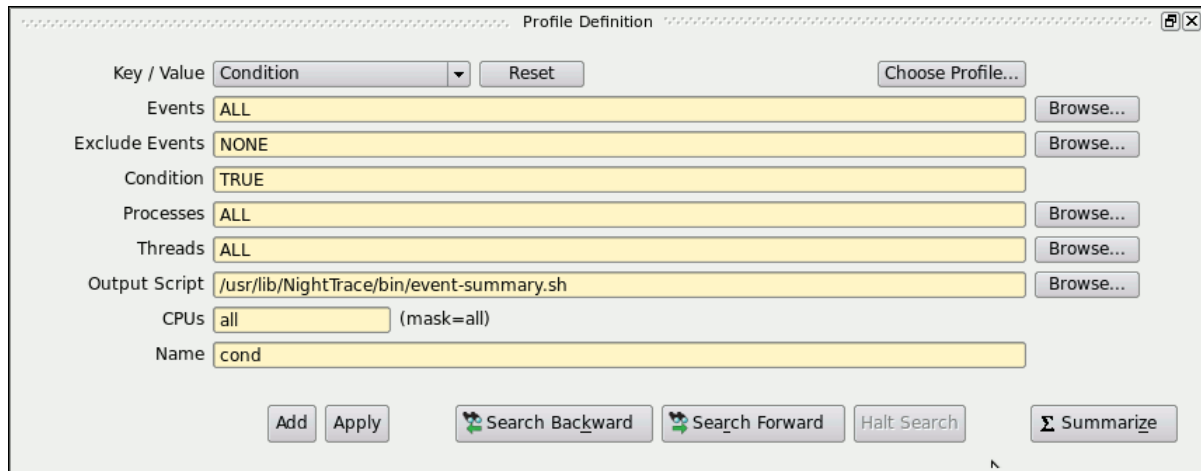 Profile Definition
Key / Value Condition Reset Choose Profile...
Events ALL Browse...
Exclude Events NONE Browse...
Condition TRUE
Processes ALL Browse...
Threads ALL Browse...
Output Script /usr/lib/NightTrace/bin/event-summary.sh Browse...
CPUs all (mask=all)
Name cond
Add Apply Search Backward Search Forward Halt Search Σ Summarize